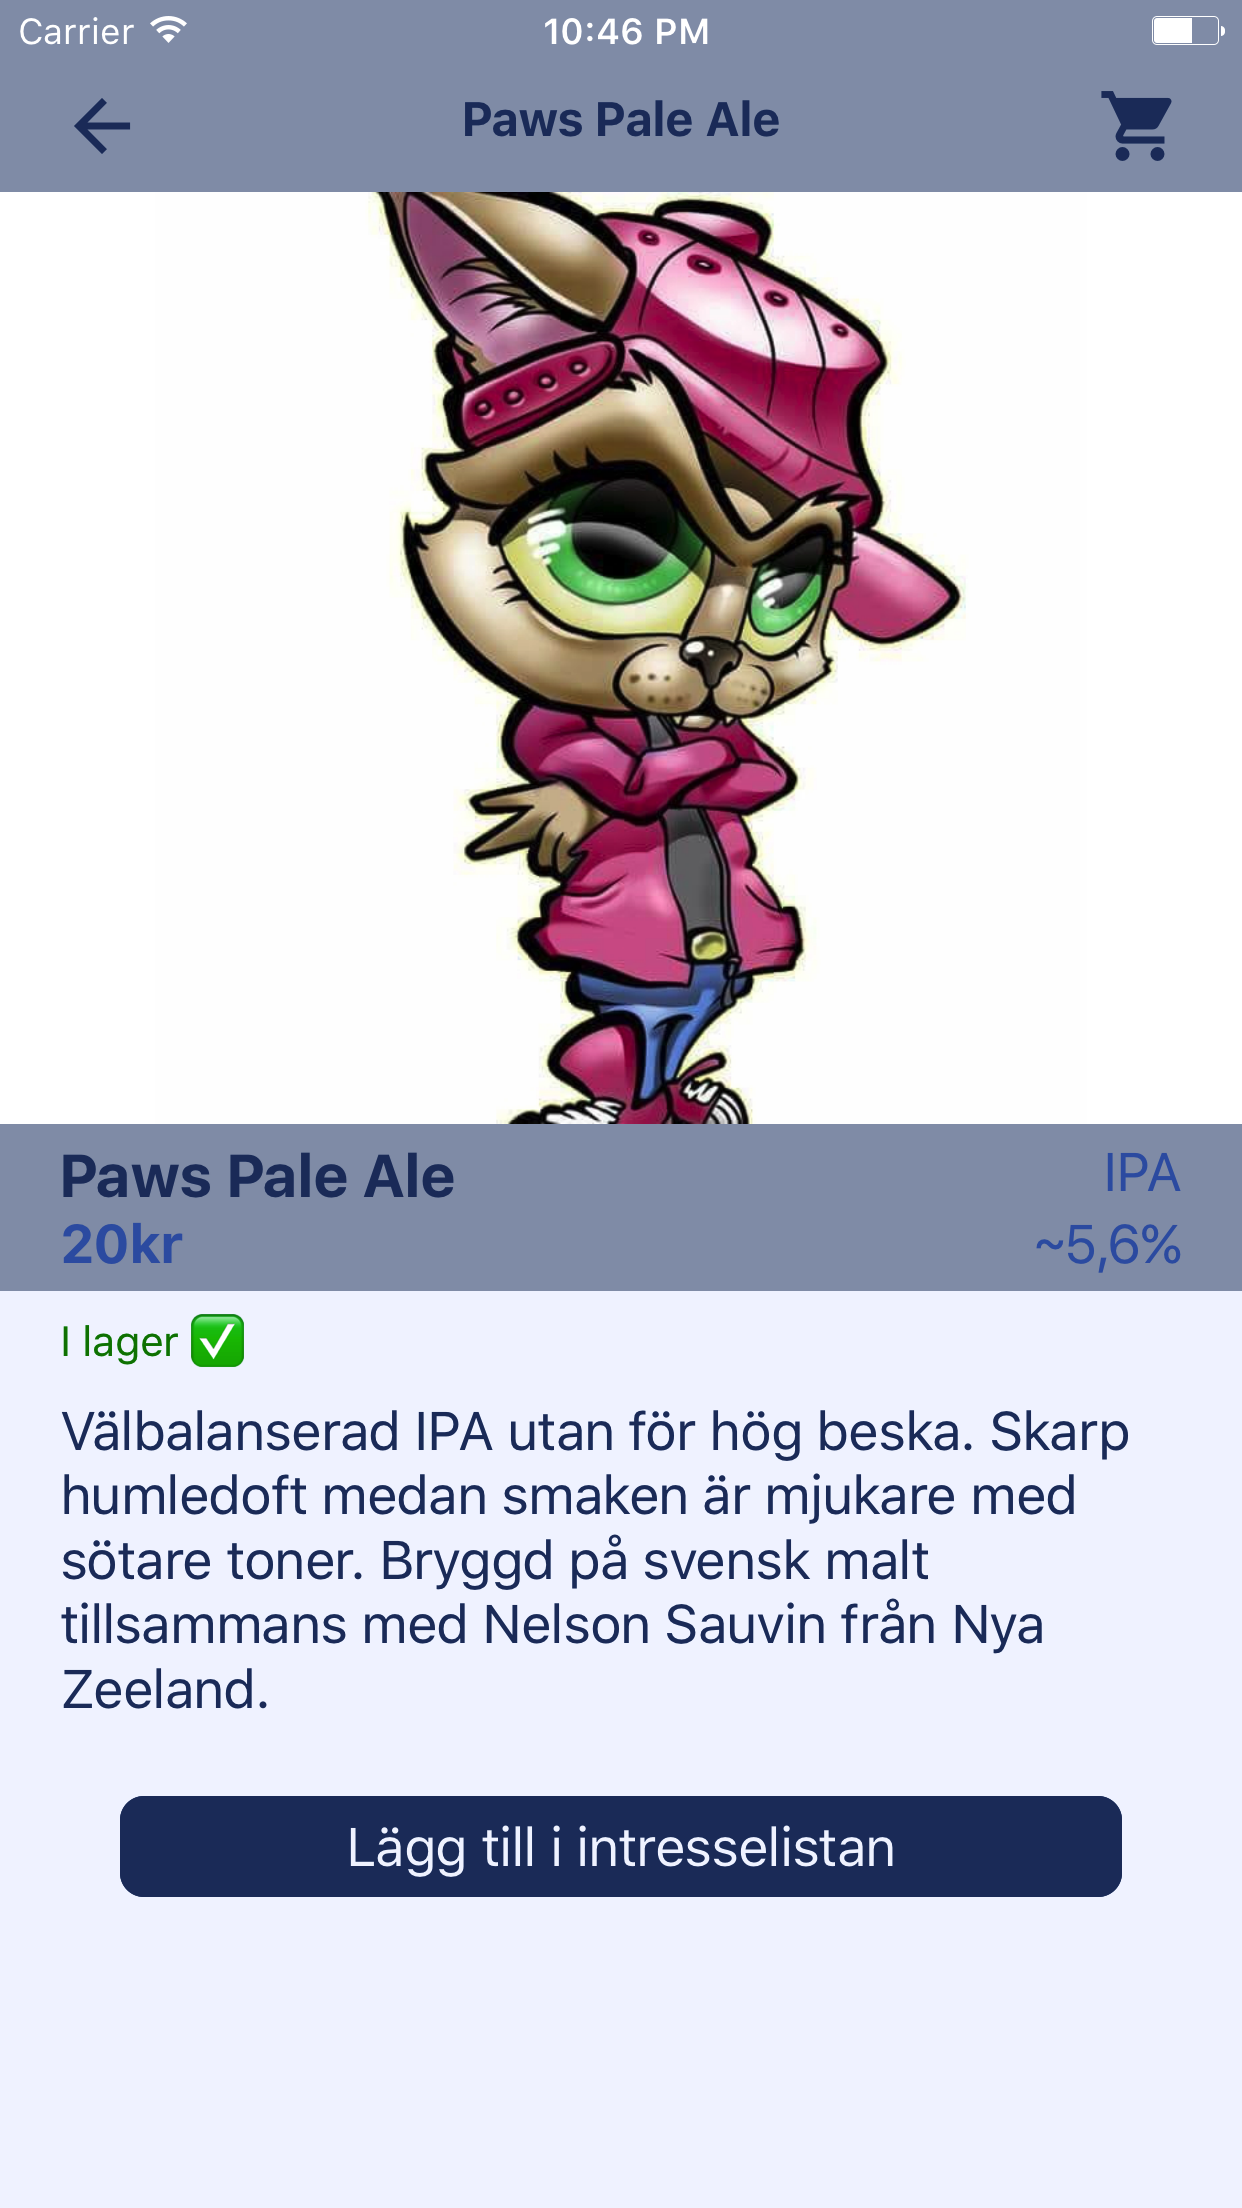 Carrier 10:46 PM
Paws Pale Ale
Paws Pale Ale IPA
20kr ~5,6%
I lager ✅
Välbalanserad IPA utan för hög beska. Skarp
humledoft medan smaken är mjukare med
sötare toner. Bryggd på svensk malt
tillsammans med Nelson Sauvin från Nya
Zeeland.
Lägg till i intresselistan